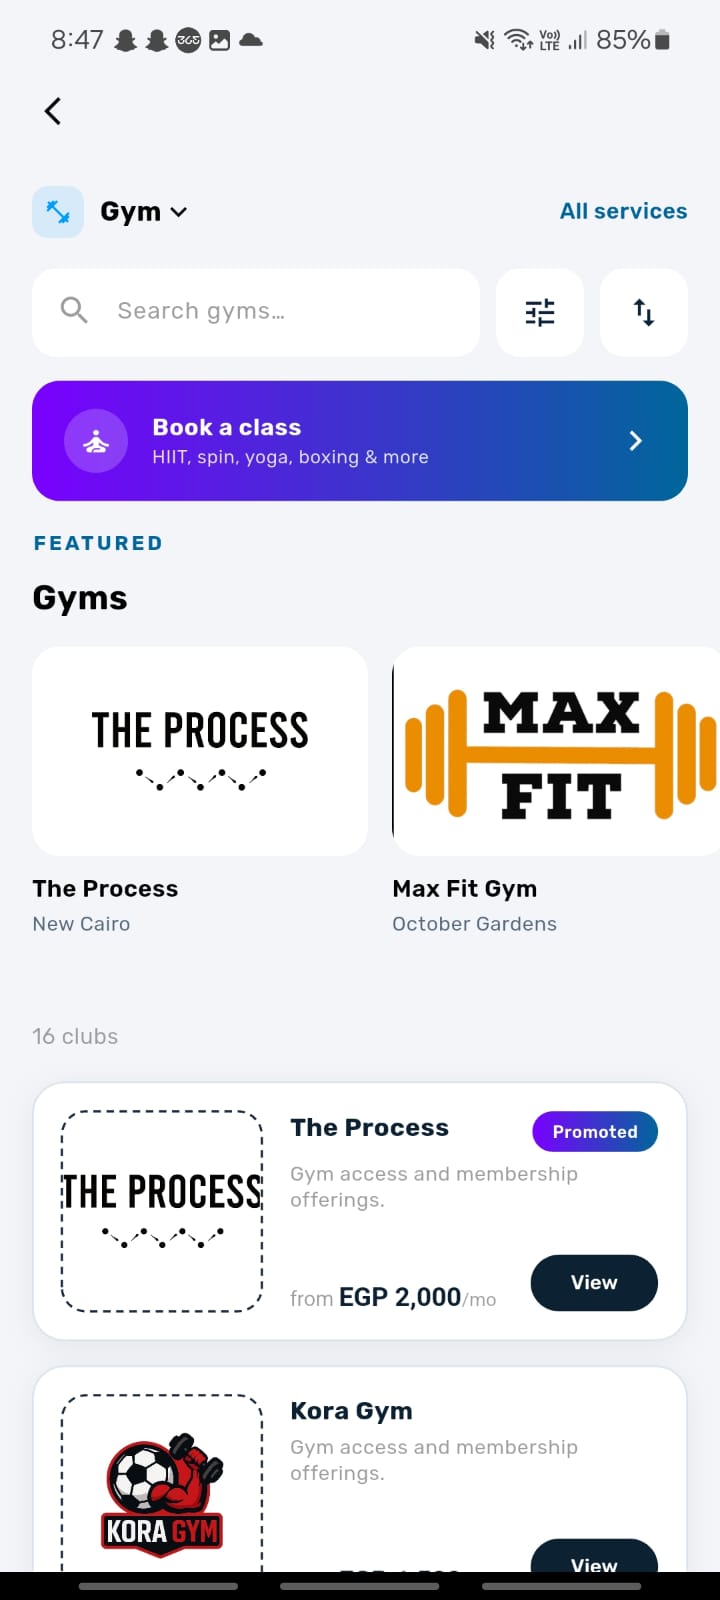 8:47
365
Vo))
LTE
85%
Gym
All services
Search gyms...
Book a class
HIIT, spin, yoga, boxing & more
FEATURED
Gyms
THE PROCESS
MAX
FIT
The Process
Max Fit Gym
New Cairo
October Gardens
16 clubs
The Process
Promoted
THE PROCESS
Gym access and membership
offerings.
from EGP 2,000/mo
View
Kora Gym
Gym access and membership
offerings.
KORA GYM
View